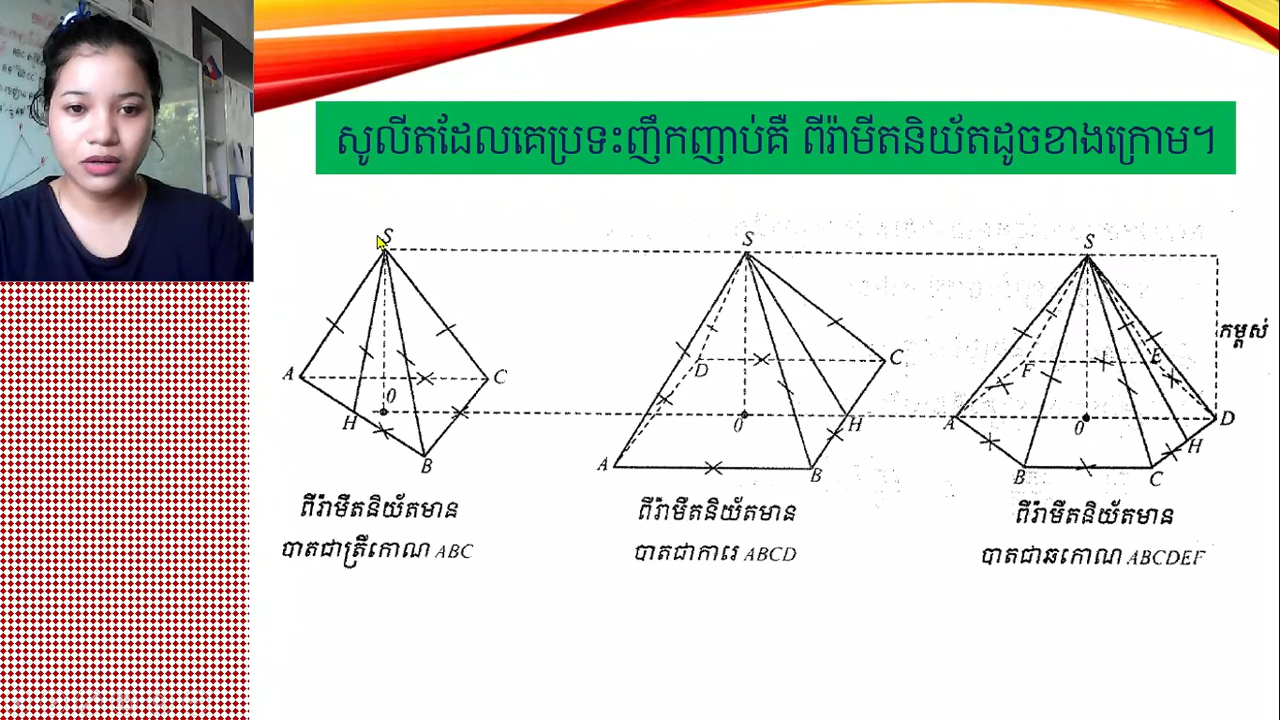 សូលីតដែលគេប្រទះញឹកញាប់គឺ ពីរ៉ាមីតនិយ័តដូចខាងក្រោម។
S
S
S
កម្ពស់
A
C
O
H
B
D
C
O
H
A
B
F
E
A
O
D
H
B
C
ពីរ៉ាមីតនិយ័តមាន
បាតជាត្រីកោណ ABC
ពីរ៉ាមីតនិយ័តមាន
បាតជាការេ ABCD
ពីរ៉ាមីតនិយ័តមាន
បាតជាឆកោណ ABCDEF